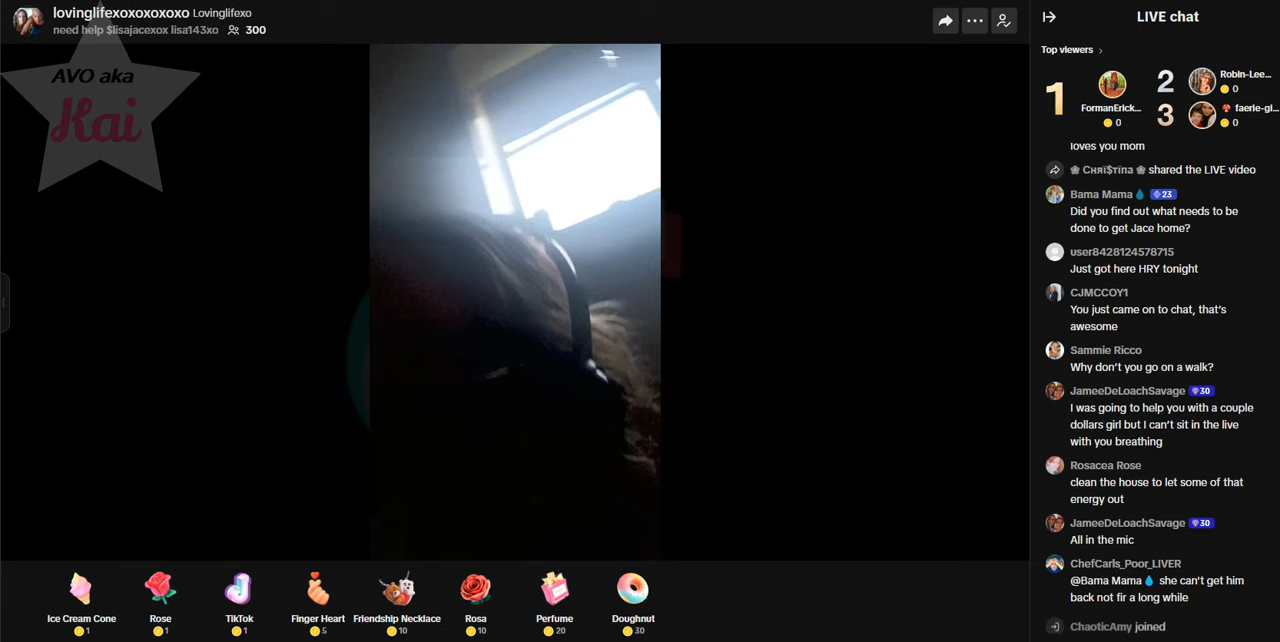 lovinglifexoxoxoxoxo Lovinglifexo
need help $lisajacexox lisa143xo 300
AVO aka
Kai
LIVE chat
Top viewers
1
FormanErick...
0
2
Robin-Lee...
0
3
faerie-gi...
0
loves you mom
❀ Cняї$тїпа ❀ shared the LIVE video
Bama Mama💧 23
Did you find out what needs to be
done to get Jace home?
user8428124578715
Just got here HRY tonight
CJMCCOY1
You just came on to chat, that's
awesome
Sammie Ricco
Why don't you go on a walk?
JameeDeLoachSavage 30
I was going to help you with a couple
dollars girl but I can't sit in the live
with you breathing
Rosacea Rose
clean the house to let some of that
energy out
JameeDeLoachSavage 30
All in the mic
ChefCarls_Poor_LIVER
@Bama Mama💧 she can't get him
back not fir a long while
ChaoticAmy joined
Ice Cream Cone
1
Rose
1
TikTok
1
Finger Heart
5
Friendship Necklace
10
Rosa
10
Perfume
20
Doughnut
30